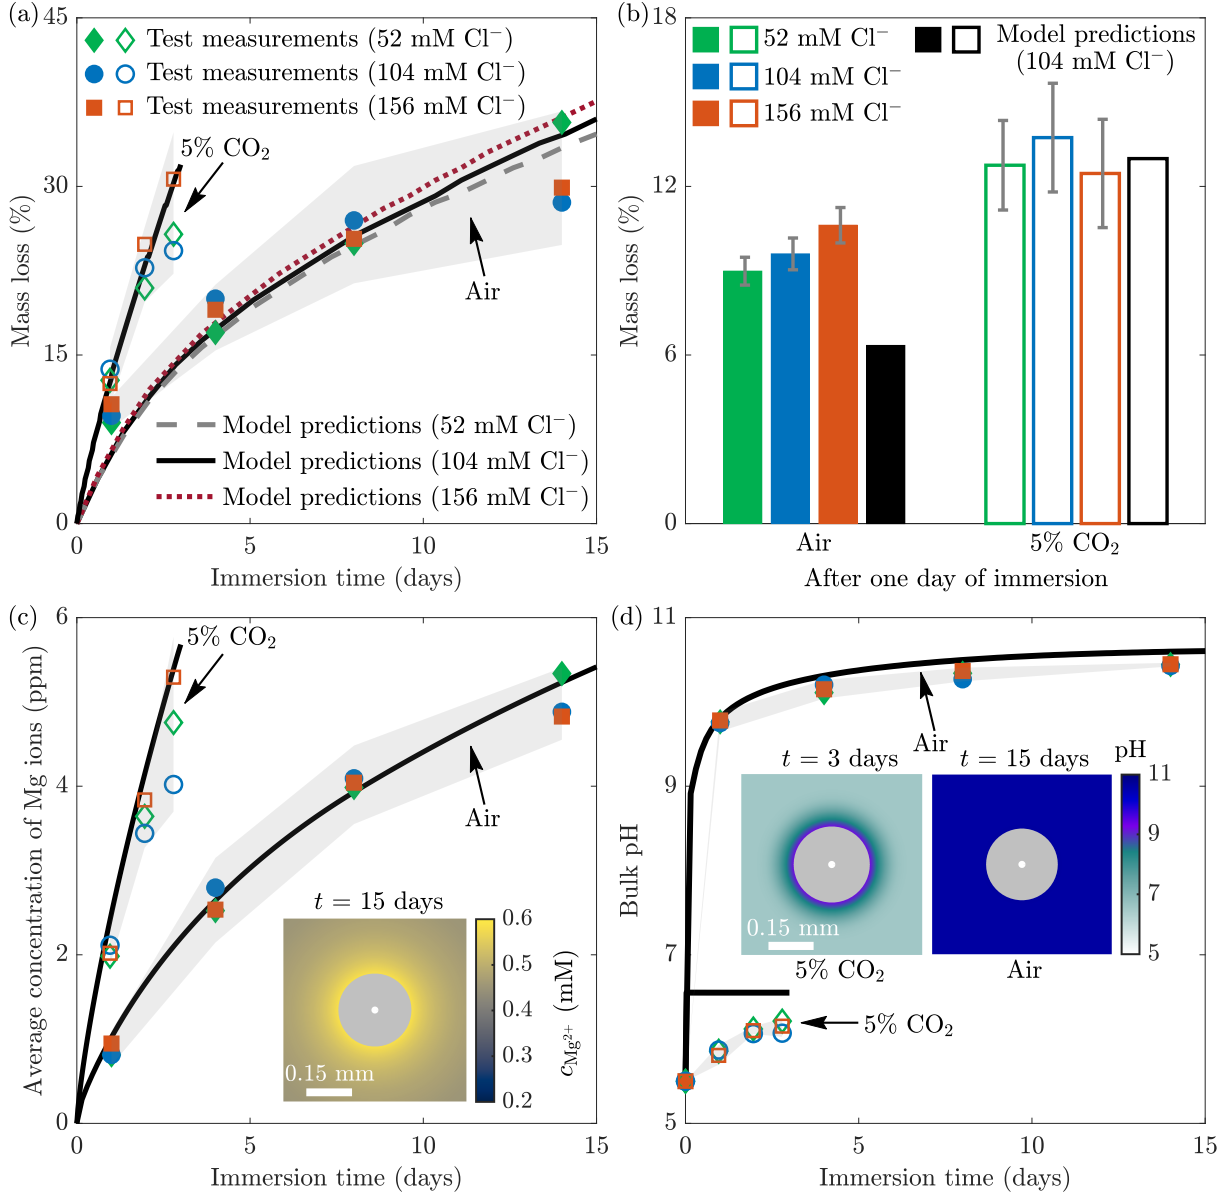 (a)
45
30
15
0
Mass loss (%)
Test measurements (52 mM Cl⁻)
Test measurements (104 mM Cl⁻)
Test measurements (156 mM Cl⁻)
5% CO₂
Air
Model predictions (52 mM Cl⁻)
Model predictions (104 mM Cl⁻)
Model predictions (156 mM Cl⁻)
0 5 10 15
Immersion time (days)
(b)
18
12
6
0
Mass loss (%)
52 mM Cl⁻
104 mM Cl⁻
156 mM Cl⁻
Model predictions
(104 mM Cl⁻)
Air 5% CO₂
After one day of immersion
(c)
6
4
2
0
Average concentration of Mg ions (ppm)
5% CO₂
Air
t = 15 days
0.15 mm
0.6
0.5
0.4
0.3
0.2
c_Mg²⁺ (mM)
0 5 10 15
Immersion time (days)
(d)
11
9
7
5
Bulk pH
Air
t = 3 days
t = 15 days
pH
0.15 mm
5% CO₂
Air
11
9
7
5
5% CO₂
0 5 10 15
Immersion time (days)